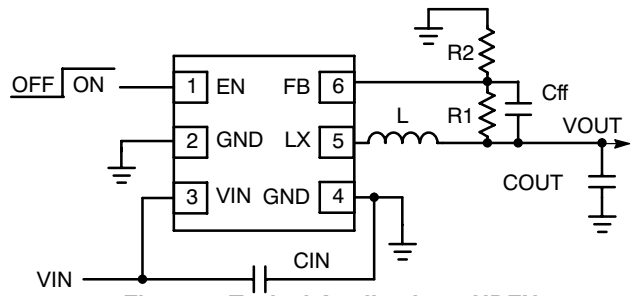 R2
OFF ON
1 EN FB 6
Cff
R1
2 GND LX 5
L
VOUT
3 VIN GND 4
COUT
VIN
CIN